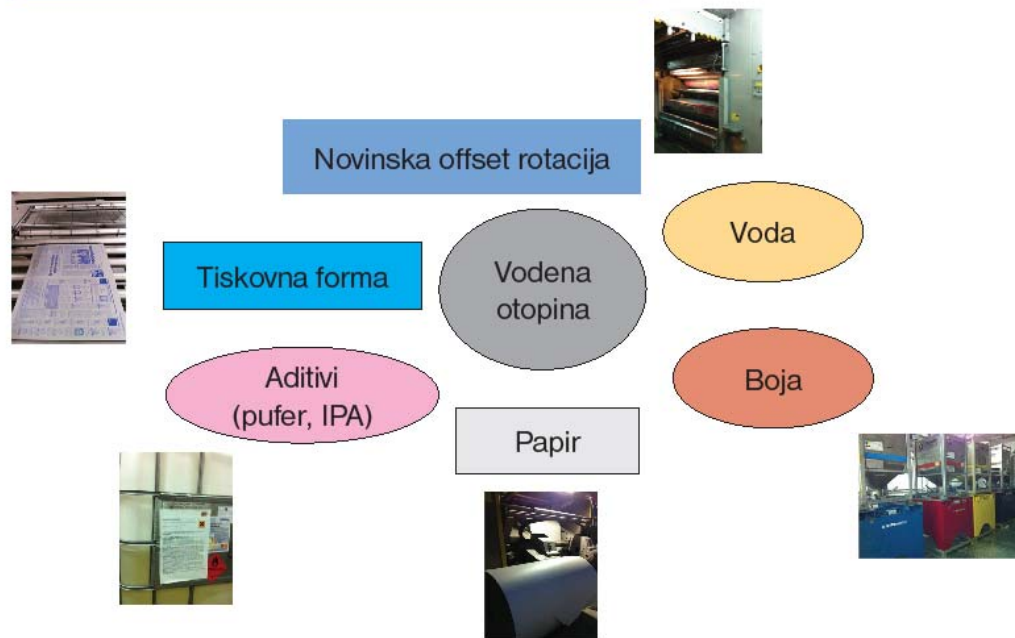 Novinska offset rotacija
Voda
Tiskovna forma
Vodena
otopina
Aditivi
(pufer, IPA)
Boja
Papir